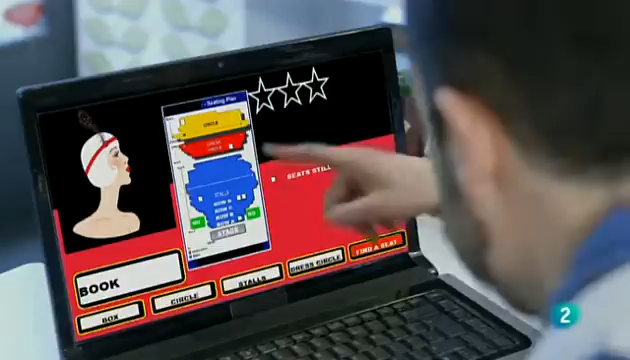 Seating Plan
CIRCLE
DRESS
CIRCLE
STALLS
STAGE
SEATS STILL
BOOK
BOX
CIRCLE
STALLS
DRESS CIRCLE
FIND A SEAT
2